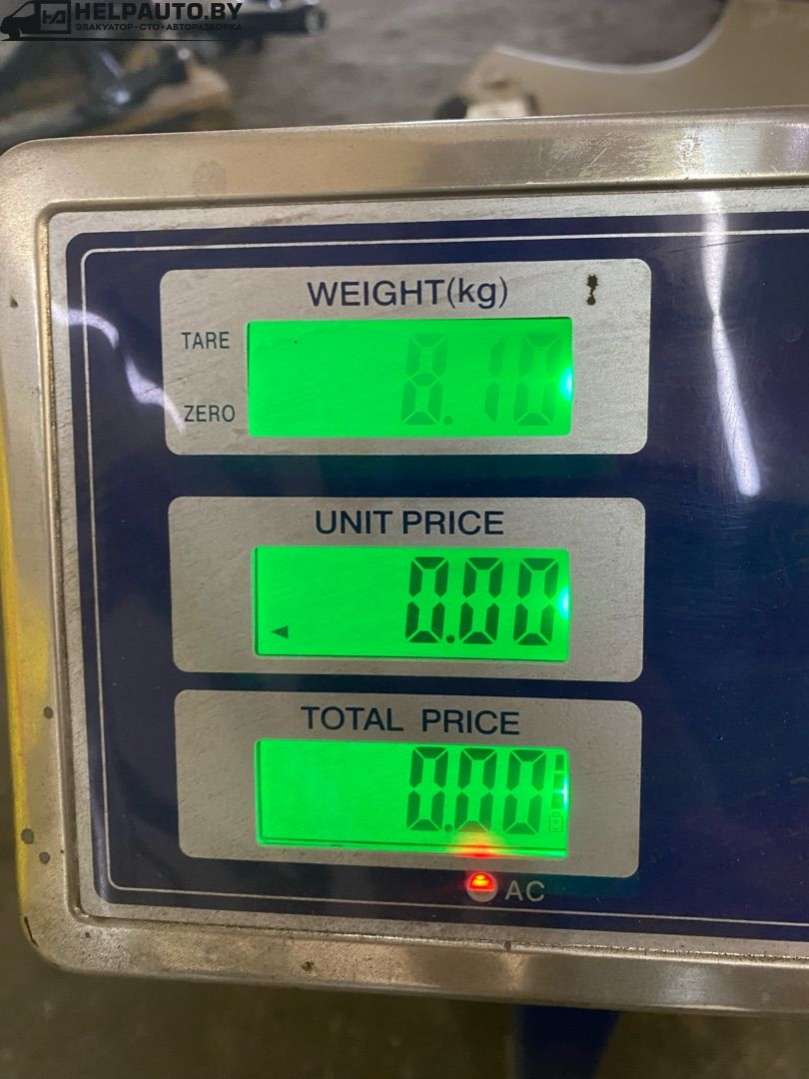 HELPAUTO.BY
ЭВАКУАТОР-СТО-АВТОРАЗБОРКА
WEIGHT(kg)
TARE
8.10
ZERO
UNIT PRICE
0.00
TOTAL PRICE
0.00
AC